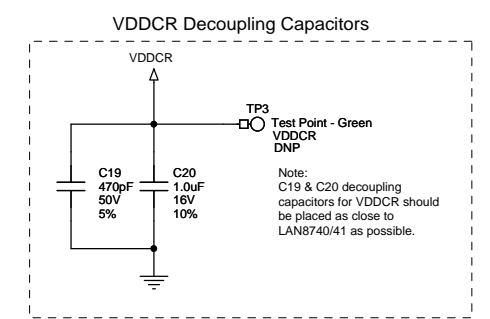 VDDCR Decoupling Capacitors
VDDCR
TP3
Test Point - Green
VDDCR
DNP
C19
470pF
50V
5%
C20
1.0uF
16V
10%
Note:
C19 & C20 decoupling
capacitors for VDDCR should
be placed as close to
LAN8740/41 as possible.